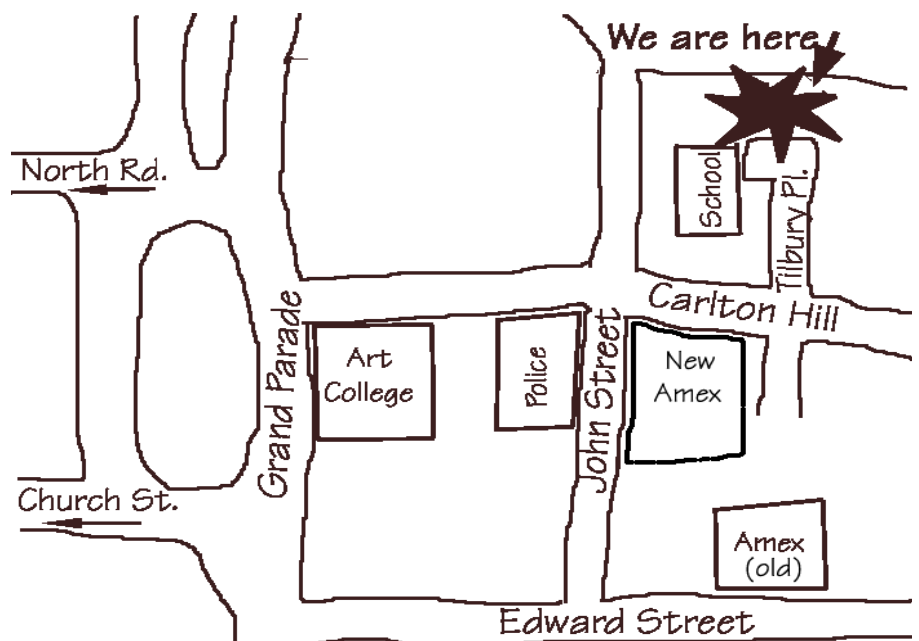 We are here
North Rd.
School
Tilbury Pl.
Carlton Hill
Grand Parade
Art
College
Police
John Street
New
Amex
Church St.
Amex
(old)
Edward Street